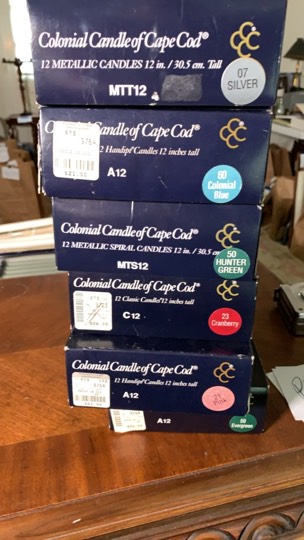 Colonial Candle of Cape Cod®
12 METALLIC CANDLES 12 in. / 30.5 cm. Tall
MTT12
07
SILVER
Colonial Candle of Cape Cod®
12 Handipt® Candles 12 inches tall
A12
60
Colonial
Blue
Colonial Candle of Cape Cod®
12 METALLIC SPIRAL CANDLES 12 in. / 30.5 cm
MTS12
50
HUNTER
GREEN
Colonial Candle of Cape Cod®
12 Classic Candles® 12 inches tall
C12
23
Cranberry
Colonial Candle of Cape Cod®
12 Handipt® Candles 12 inches tall
A12
Pink
A12
Evergreen